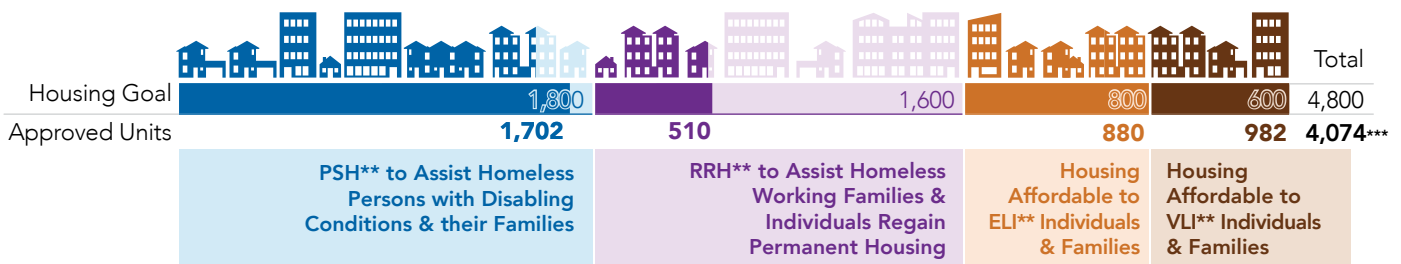 Total
Housing Goal 1,800 1,600 800 600 4,800
Approved Units 1,702 510 880 982 4,074***
PSH** to Assist Homeless
Persons with Disabling
Conditions & their Families
RRH** to Assist Homeless
Working Families &
Individuals Regain
Permanent Housing
Housing
Affordable to
ELI** Individuals
& Families
Housing
Affordable to
VLI** Individuals
& Families